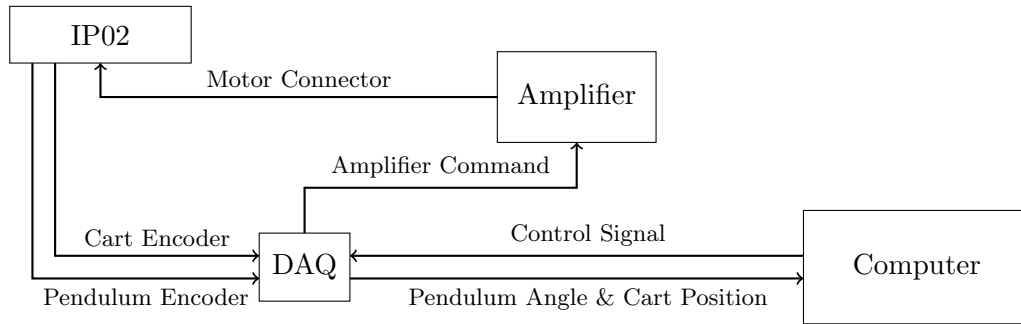 IP02
Motor Connector
Amplifier
Amplifier Command
Cart Encoder
DAQ
Control Signal
Computer
Pendulum Encoder
Pendulum Angle & Cart Position